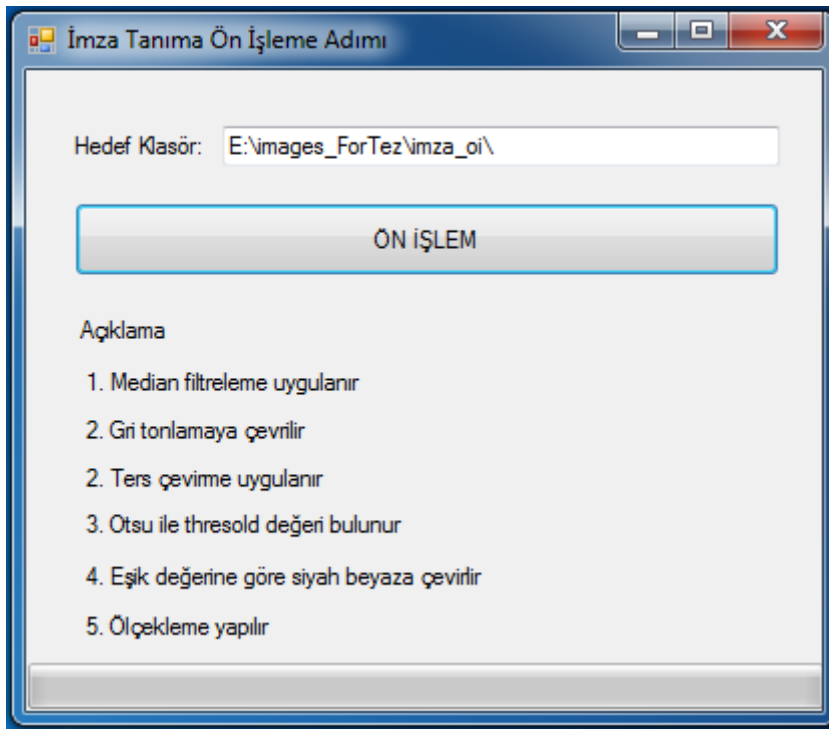 İmza Tanıma Ön İşleme Adımı
Hedef Klasör: E:\images_ForTez\imza_oi\
ÖN İŞLEM
Açıklama
1. Median filtreleme uygulanır
2. Gri tonlamaya çevrilir
2. Ters çevirme uygulanır
3. Otsu ile thresold değeri bulunur
4. Eşik değerine göre siyah beyaza çevirlir
5. Ölçekleme yapılır